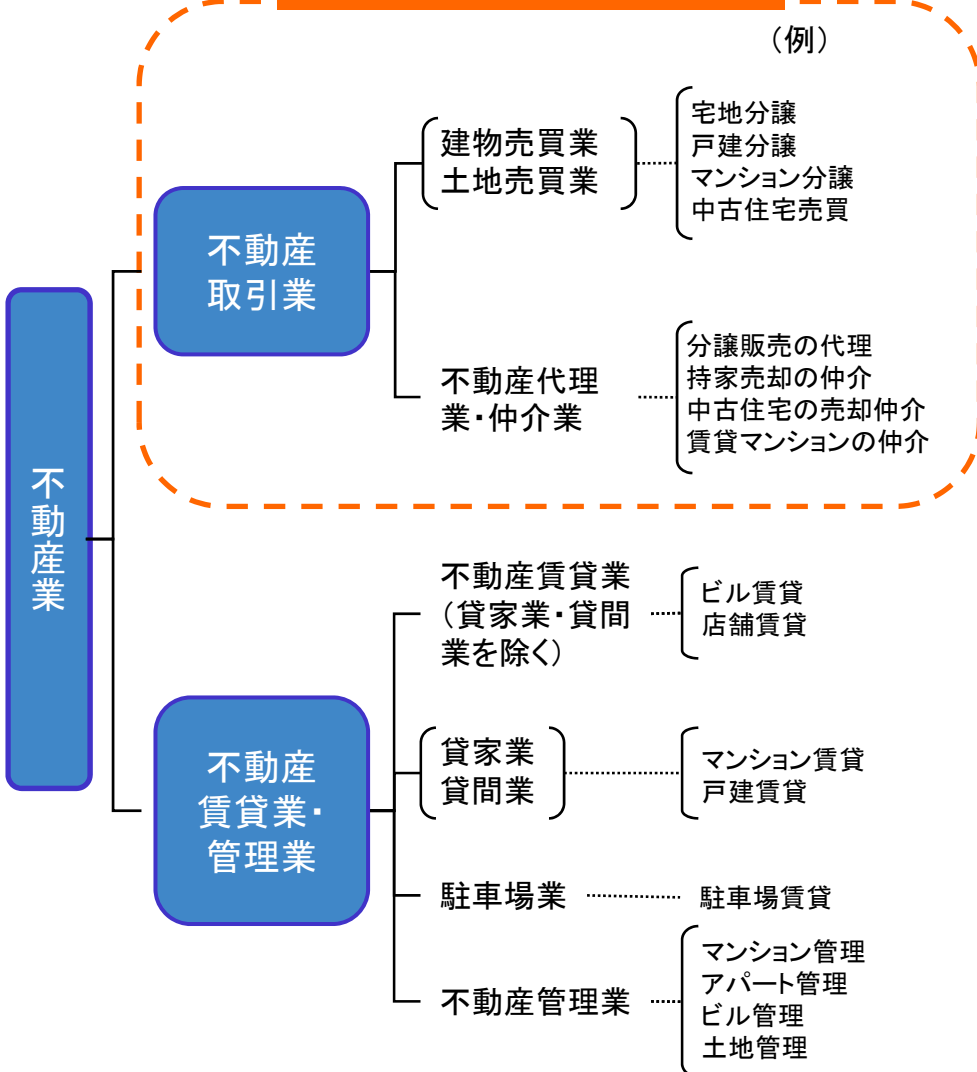 (例)
不動産業
不動産
取引業
建物売買業
土地売買業
宅地分譲
戸建分譲
マンション分譲
中古住宅売買
不動産代理
業・仲介業
分譲販売の代理
持家売却の仲介
中古住宅の売却仲介
賃貸マンションの仲介
不動産
賃貸業・
管理業
不動産賃貸業
(貸家業・貸間
業を除く)
ビル賃貸
店舗賃貸
貸家業
貸間業
マンション賃貸
戸建賃貸
駐車場業
駐車場賃貸
不動産管理業
マンション管理
アパート管理
ビル管理
土地管理